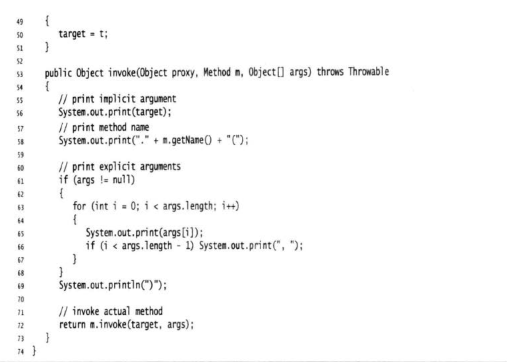 49    {
50       target = t;
51    }
52
53    public Object invoke(Object proxy, Method m, Object[] args) throws Throwable
54    {
55       // print implicit argument
56       System.out.print(target);
57       // print method name
58       System.out.print("." + m.getName() + "(");
59
60       // print explicit arguments
61       if (args != null)
62       {
63          for (int i = 0; i < args.length; i++)
64          {
65             System.out.print(args[i]);
66             if (i < args.length - 1) System.out.print(", ");
67          }
68       }
69       System.out.println(")");
70
71       // invoke actual method
72       return m.invoke(target, args);
73    }
74 }